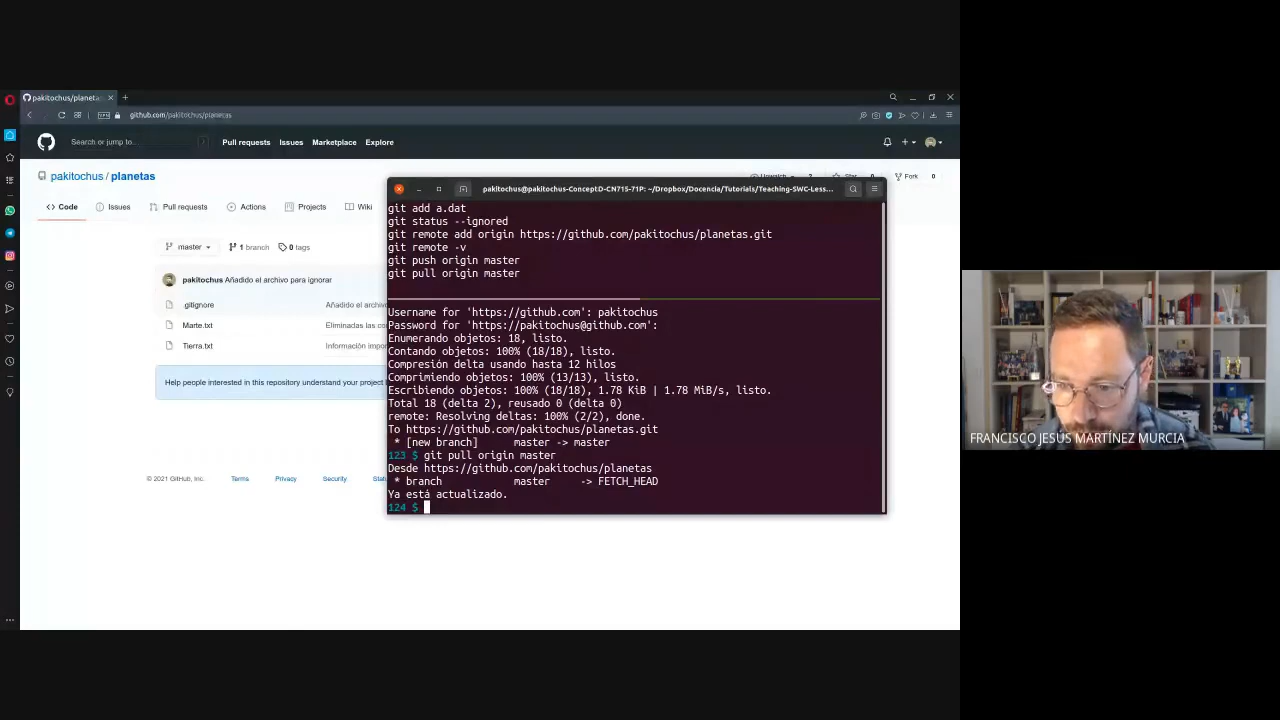 pakitochus/planeta
github.com/pakitochus/planetas
Search or jump to...
Pull requests Issues Marketplace Explore
pakitochus / planetas
Fork 0
Code Issues Pull requests Actions Projects Wiki
master 1 branch 0 tags
pakitochus Añadido el archivo para ignorar
.gitignore Añadido el archivo
Marte.txt Eliminadas las co
Tierra.txt Información impor
Help people interested in this repository understand your project
© 2021 GitHub, Inc. Terms Privacy Security Statu
pakitochus@pakitochus-ConceptD-CN715-71P: ~/Dropbox/Docencia/Tutorials/Teaching-SWC-Less...
git add a.dat
git status --ignored
git remote add origin https://github.com/pakitochus/planetas.git
git remote -v
git push origin master
git pull origin master
Username for 'https://github.com': pakitochus
Password for 'https://pakitochus@github.com':
Enumerando objetos: 18, listo.
Contando objetos: 100% (18/18), listo.
Compresión delta usando hasta 12 hilos
Comprimiendo objetos: 100% (13/13), listo.
Escribiendo objetos: 100% (18/18), 1.78 KiB | 1.78 MiB/s, listo.
Total 18 (delta 2), reusado 0 (delta 0)
remote: Resolving deltas: 100% (2/2), done.
To https://github.com/pakitochus/planetas.git
* [new branch] master -> master
123 $ git pull origin master
Desde https://github.com/pakitochus/planetas
* branch master -> FETCH_HEAD
Ya está actualizado.
124 $
FRANCISCO JESUS MARTÍNEZ MURCIA